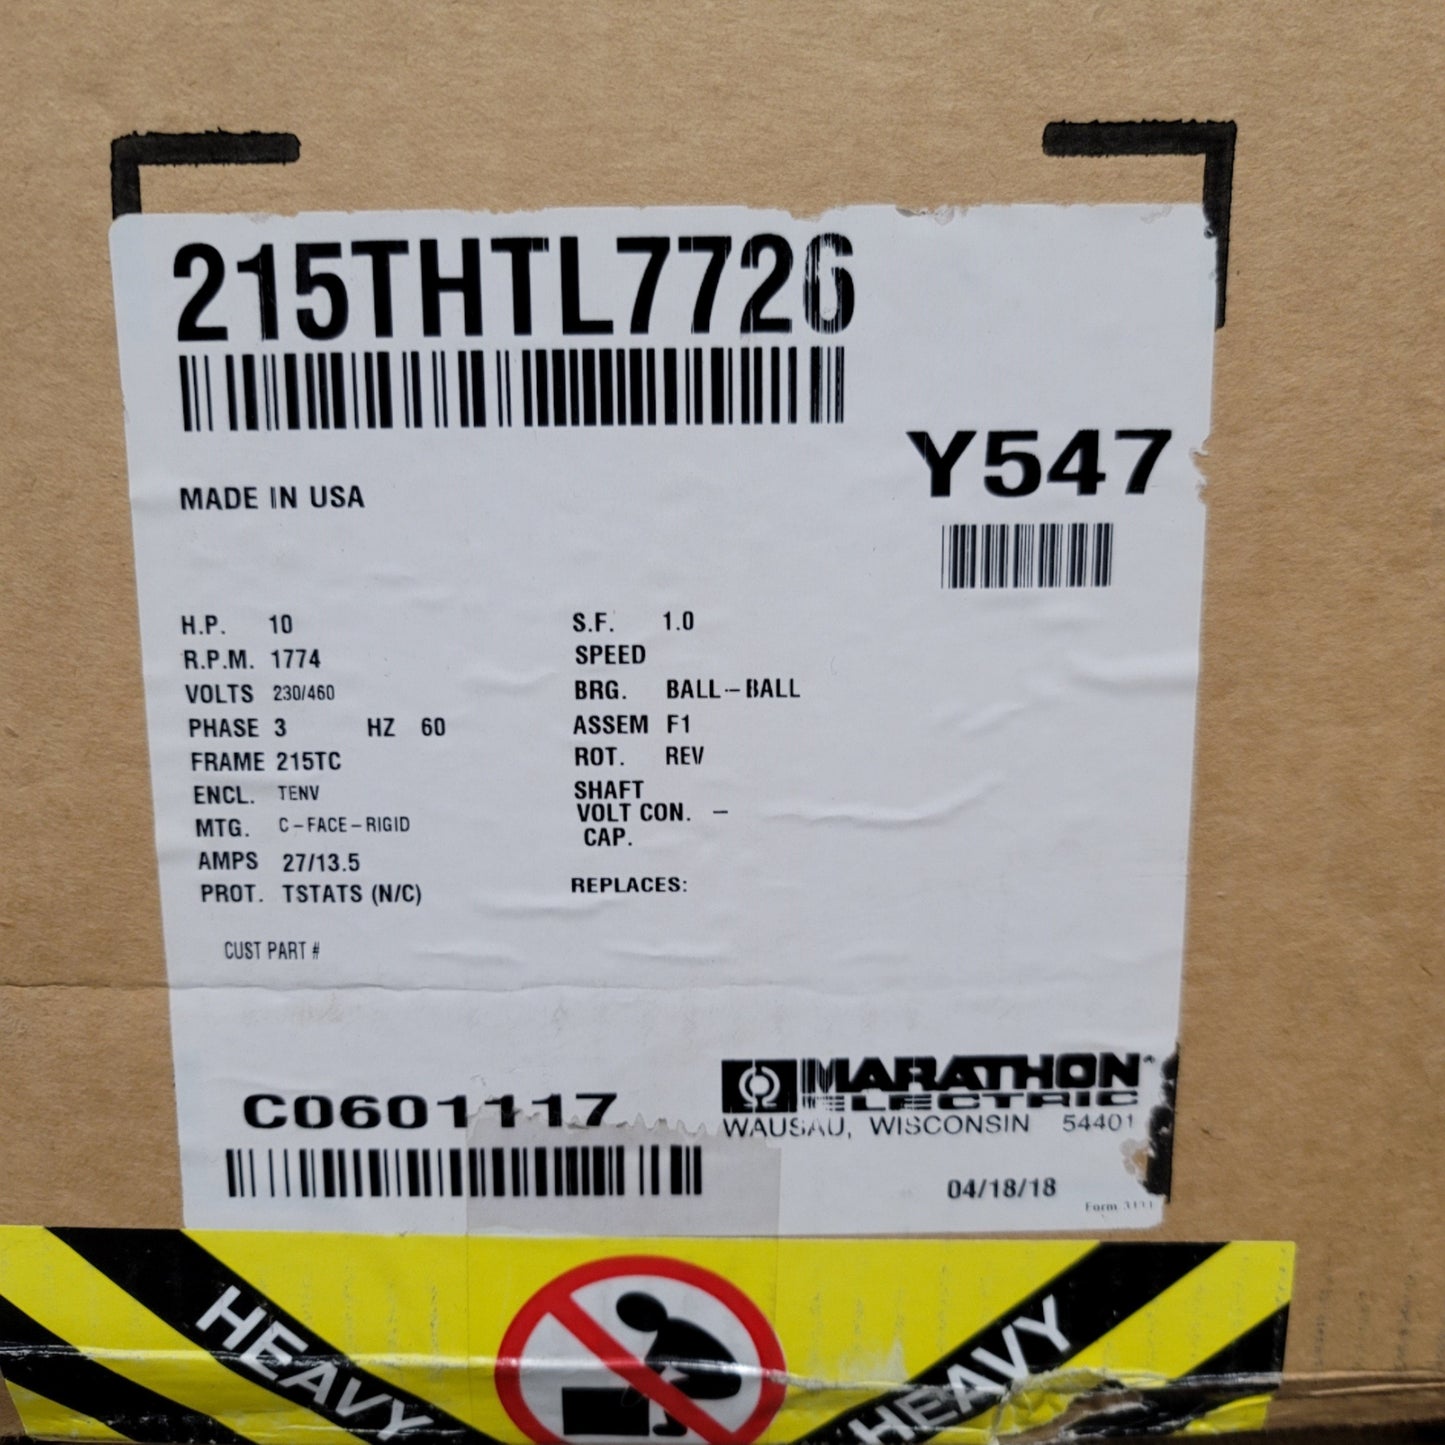 215THTL7726
Y547
MADE IN USA
H.P. 10
R.P.M. 1774
VOLTS 230/460
PHASE 3 HZ 60
FRAME 215TC
ENCL. TENV
MTG. C-FACE-RIGID
AMPS 27/13.5
PROT. TSTATS (N/C)
CUST PART #
S.F. 1.0
SPEED
BRG. BALL-BALL
ASSEM F1
ROT. REV
SHAFT
VOLT CON. -
CAP.
REPLACES:
C0601117
MARATHON
ELECTRIC
WAUSAU, WISCONSIN 54401
04/18/18
Form
HEAVY
HEAVY